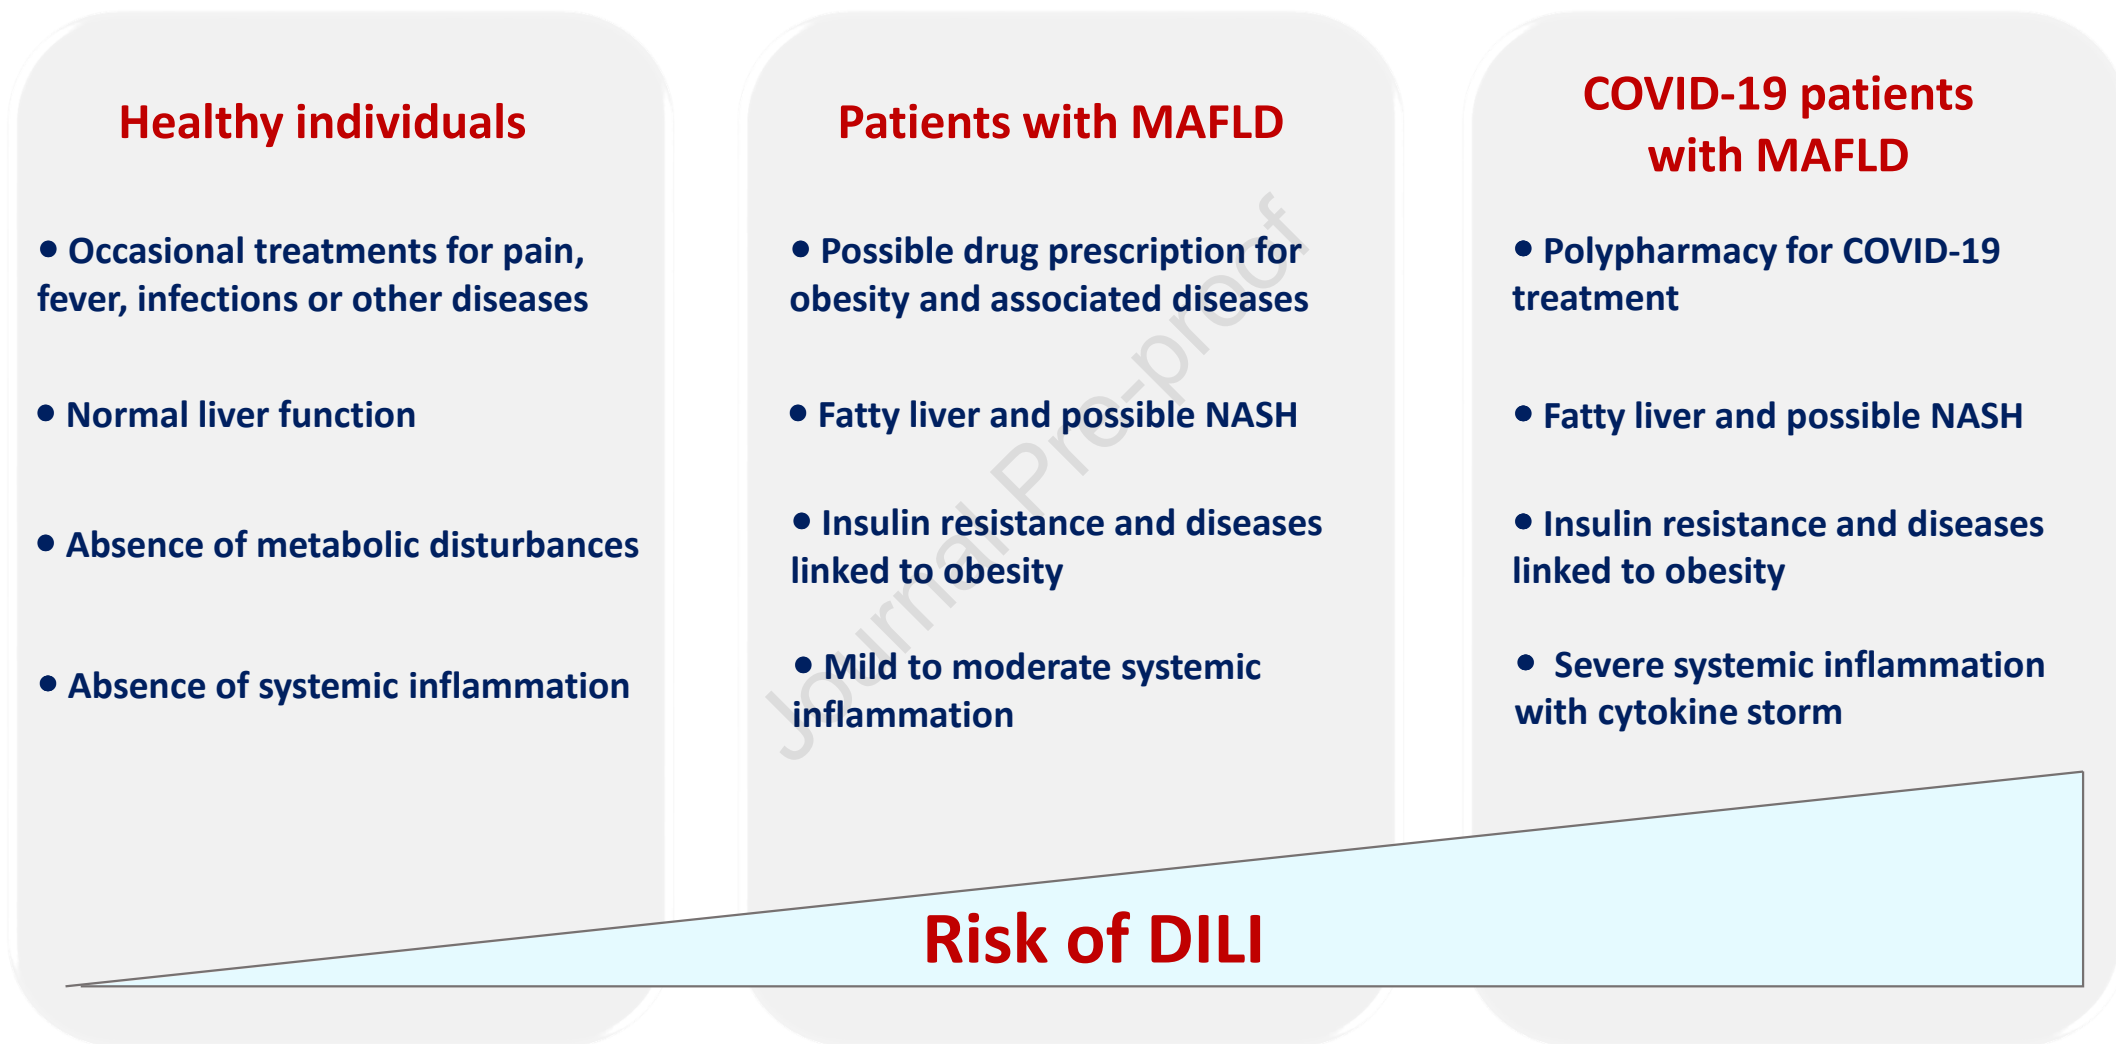 Healthy individuals
• Occasional treatments for pain,
fever, infections or other diseases
• Normal liver function
• Absence of metabolic disturbances
• Absence of systemic inflammation
Patients with MAFLD
• Possible drug prescription for
obesity and associated diseases
• Fatty liver and possible NASH
• Insulin resistance and diseases
linked to obesity
• Mild to moderate systemic
inflammation
COVID-19 patients
with MAFLD
• Polypharmacy for COVID-19
treatment
• Fatty liver and possible NASH
• Insulin resistance and diseases
linked to obesity
• Severe systemic inflammation
with cytokine storm
Risk of DILI
Journal Pre-proof